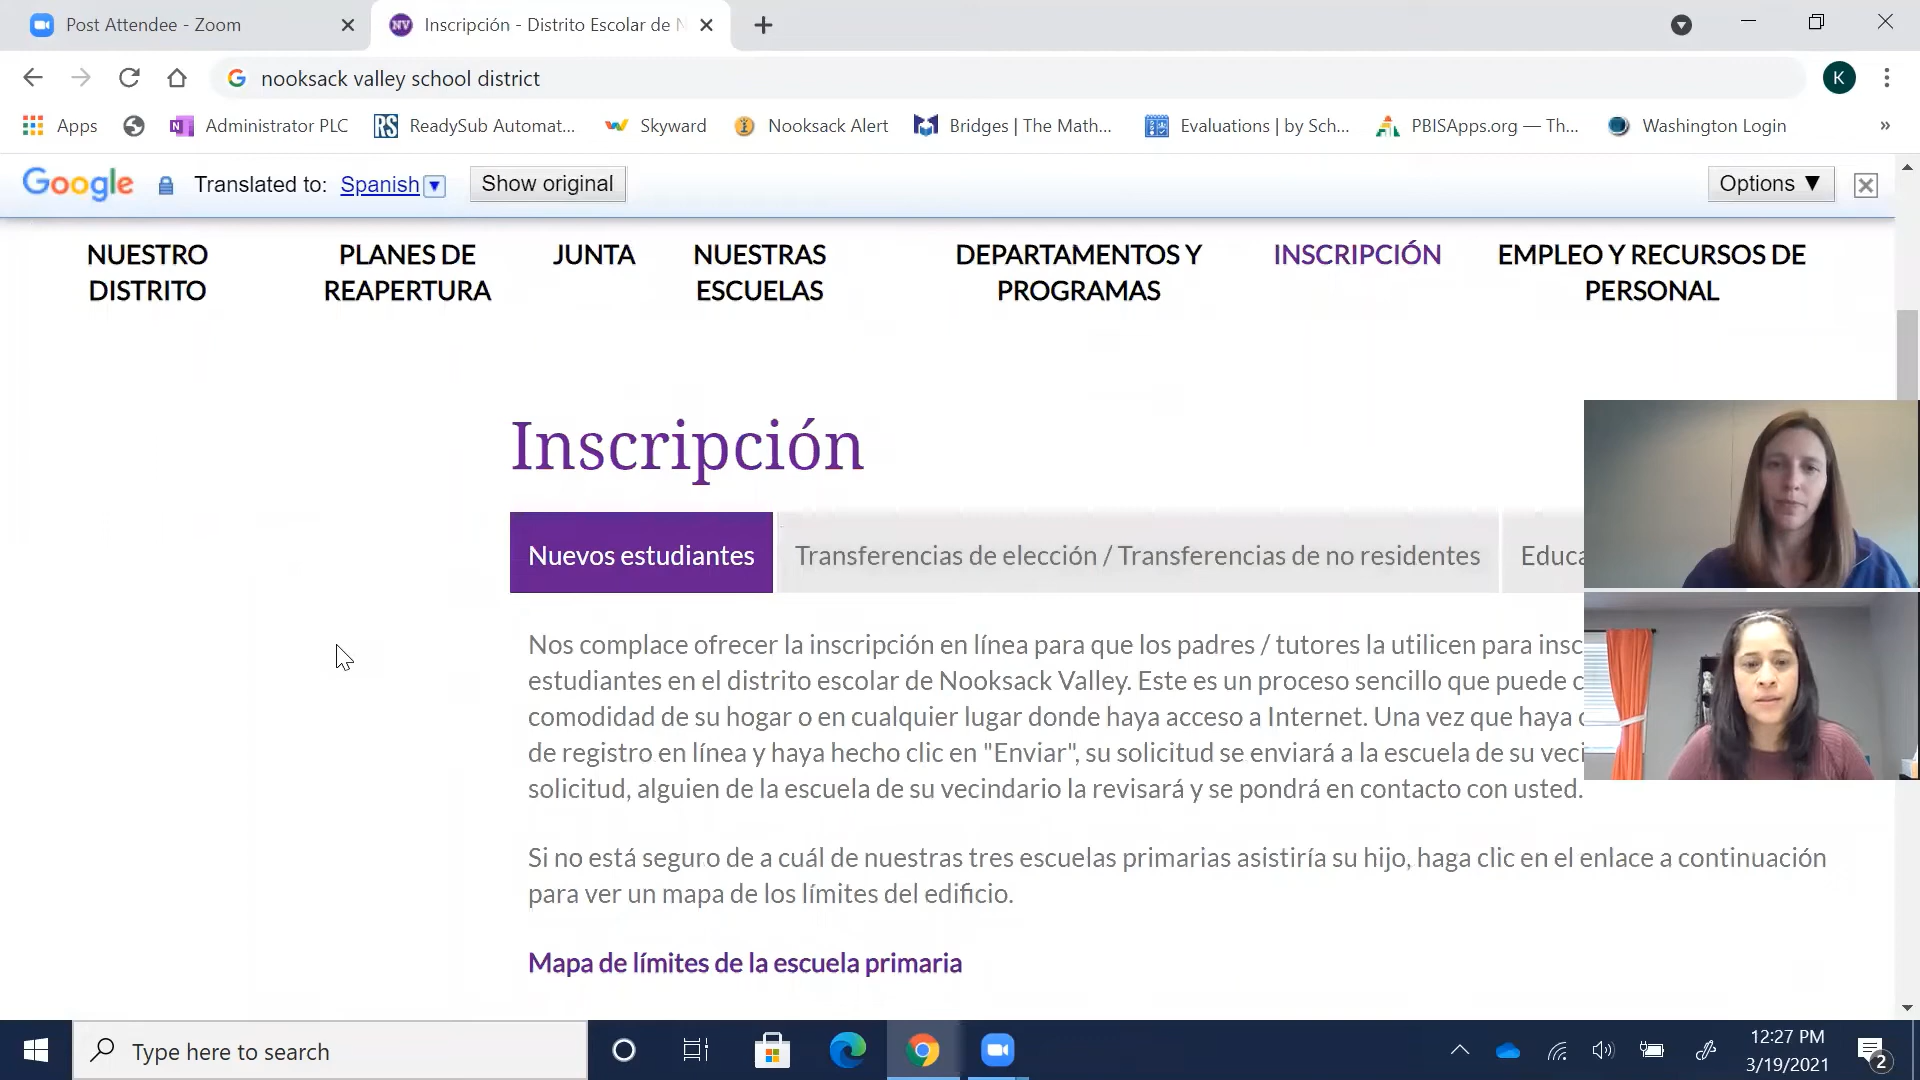 Post Attendee - Zoom
Inscripción - Distrito Escolar de N
nooksack valley school district
K
Apps
Administrator PLC
ReadySub Automat...
Skyward
Nooksack Alert
Bridges | The Math...
Evaluations | by Sch...
PBISApps.org — Th...
Washington Login
»
Google
Translated to: Spanish
Show original
Options ▼
NUESTRO
DISTRITO
PLANES DE
REAPERTURA
JUNTA
NUESTRAS
ESCUELAS
DEPARTAMENTOS Y
PROGRAMAS
INSCRIPCIÓN
EMPLEO Y RECURSOS DE
PERSONAL
Inscripción
Nuevos estudiantes
Transferencias de elección / Transferencias de no residentes
Educa
Nos complace ofrecer la inscripción en línea para que los padres / tutores la utilicen para insc
estudiantes en el distrito escolar de Nooksack Valley. Este es un proceso sencillo que puede c
comodidad de su hogar o en cualquier lugar donde haya acceso a Internet. Una vez que haya
de registro en línea y haya hecho clic en "Enviar", su solicitud se enviará a la escuela de su veci
solicitud, alguien de la escuela de su vecindario la revisará y se pondrá en contacto con usted.
Si no está seguro de a cuál de nuestras tres escuelas primarias asistiría su hijo, haga clic en el enlace a continuación
para ver un mapa de los límites del edificio.
Mapa de límites de la escuela primaria
Type here to search
12:27 PM
3/19/2021
2